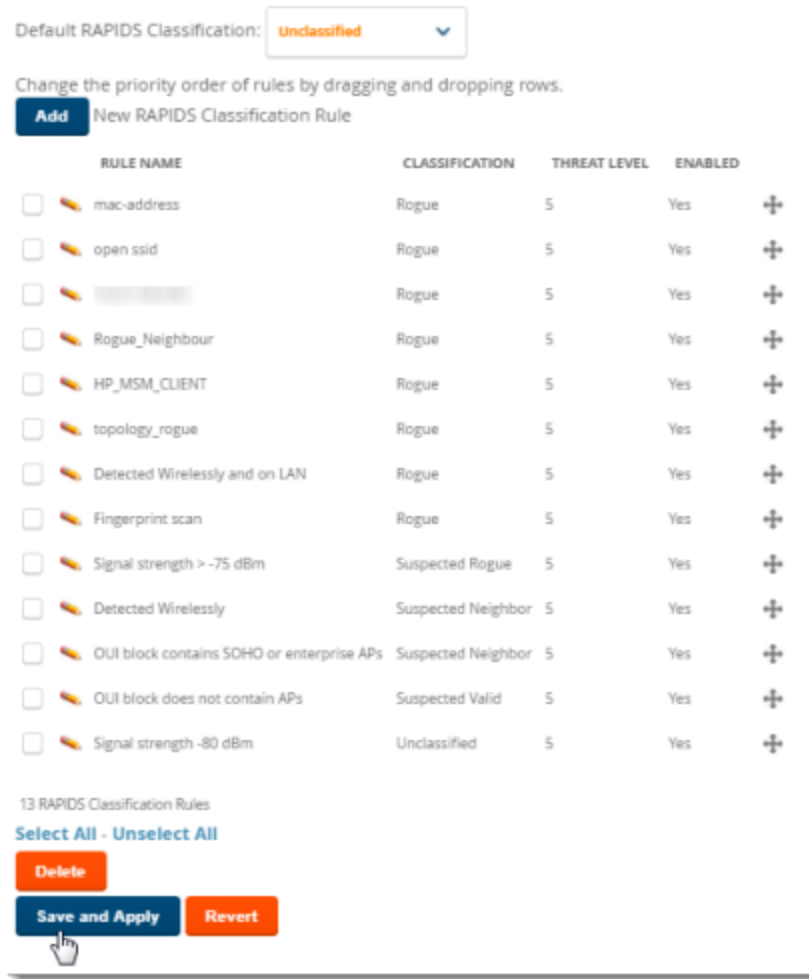 Default RAPIDS Classification: Unclassified
Change the priority order of rules by dragging and dropping rows.
Add New RAPIDS Classification Rule
RULE NAME CLASSIFICATION THREAT LEVEL ENABLED
mac-address Rogue 5 Yes
open ssid Rogue 5 Yes
Rogue 5 Yes
Rogue_Neighbour Rogue 5 Yes
HP_MSM_CLIENT Rogue 5 Yes
topology_rogue Rogue 5 Yes
Detected Wirelessly and on LAN Rogue 5 Yes
Fingerprint scan Rogue 5 Yes
Signal strength > -75 dBm Suspected Rogue 5 Yes
Detected Wirelessly Suspected Neighbor 5 Yes
OUI block contains SOHO or enterprise APs Suspected Neighbor 5 Yes
OUI block does not contain APs Suspected Valid 5 Yes
Signal strength -80 dBm Unclassified 5 Yes
13 RAPIDS Classification Rules
Select All - Unselect All
Delete
Save and Apply Revert